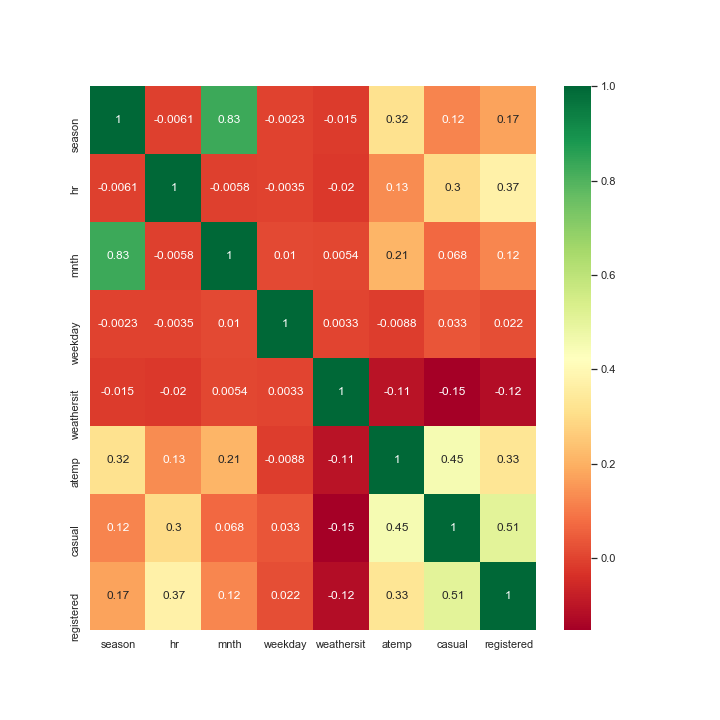 season 1 -0.0061 0.83 -0.0023 -0.015 0.32 0.12 0.17
hr -0.0061 1 -0.0058 -0.0035 -0.02 0.13 0.3 0.37
mnth 0.83 -0.0058 1 0.01 0.0054 0.21 0.068 0.12
weekday -0.0023 -0.0035 0.01 1 0.0033 -0.0088 0.033 0.022
weathersit -0.015 -0.02 0.0054 0.0033 1 -0.11 -0.15 -0.12
atemp 0.32 0.13 0.21 -0.0088 -0.11 1 0.45 0.33
casual 0.12 0.3 0.068 0.033 -0.15 0.45 1 0.51
registered 0.17 0.37 0.12 0.022 -0.12 0.33 0.51 1
season hr mnth weekday weathersit atemp casual registered
1.0
0.8
0.6
0.4
0.2
0.0